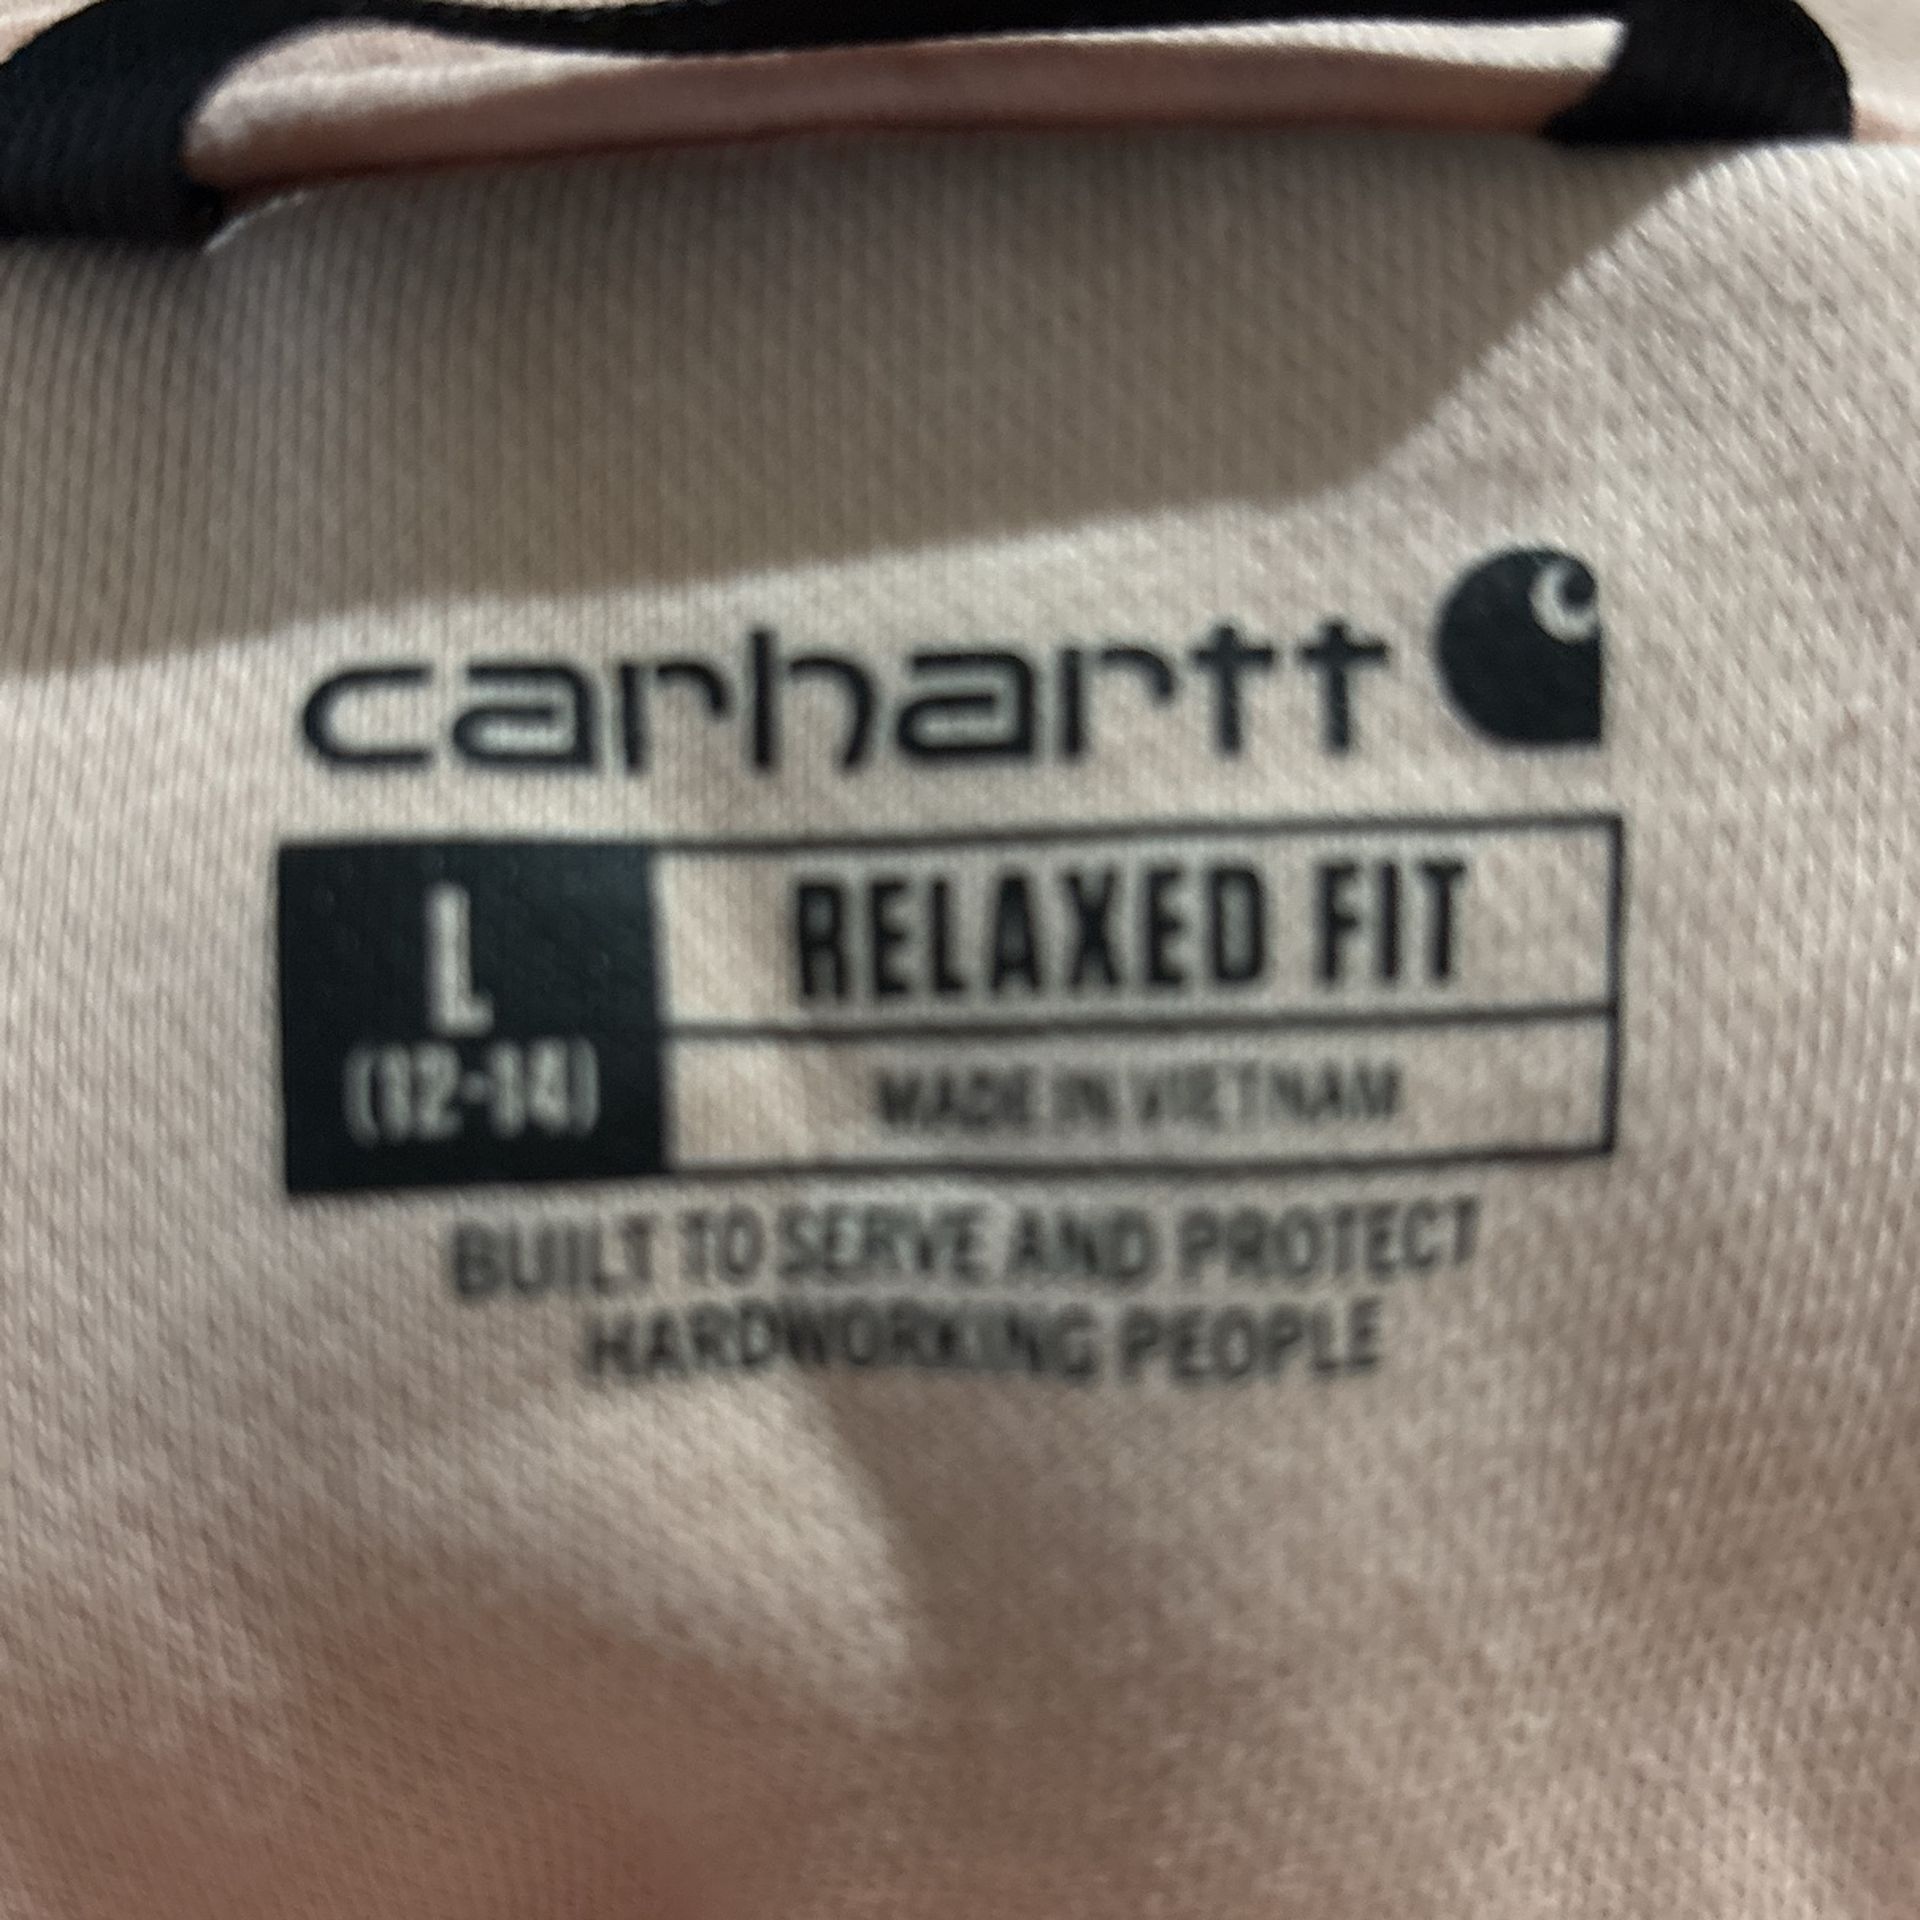 carhartt
L
(12-14)
RELAXED FIT
MADE IN VIETNAM
BUILT TO SERVE AND PROTECT
HARDWORKING PEOPLE